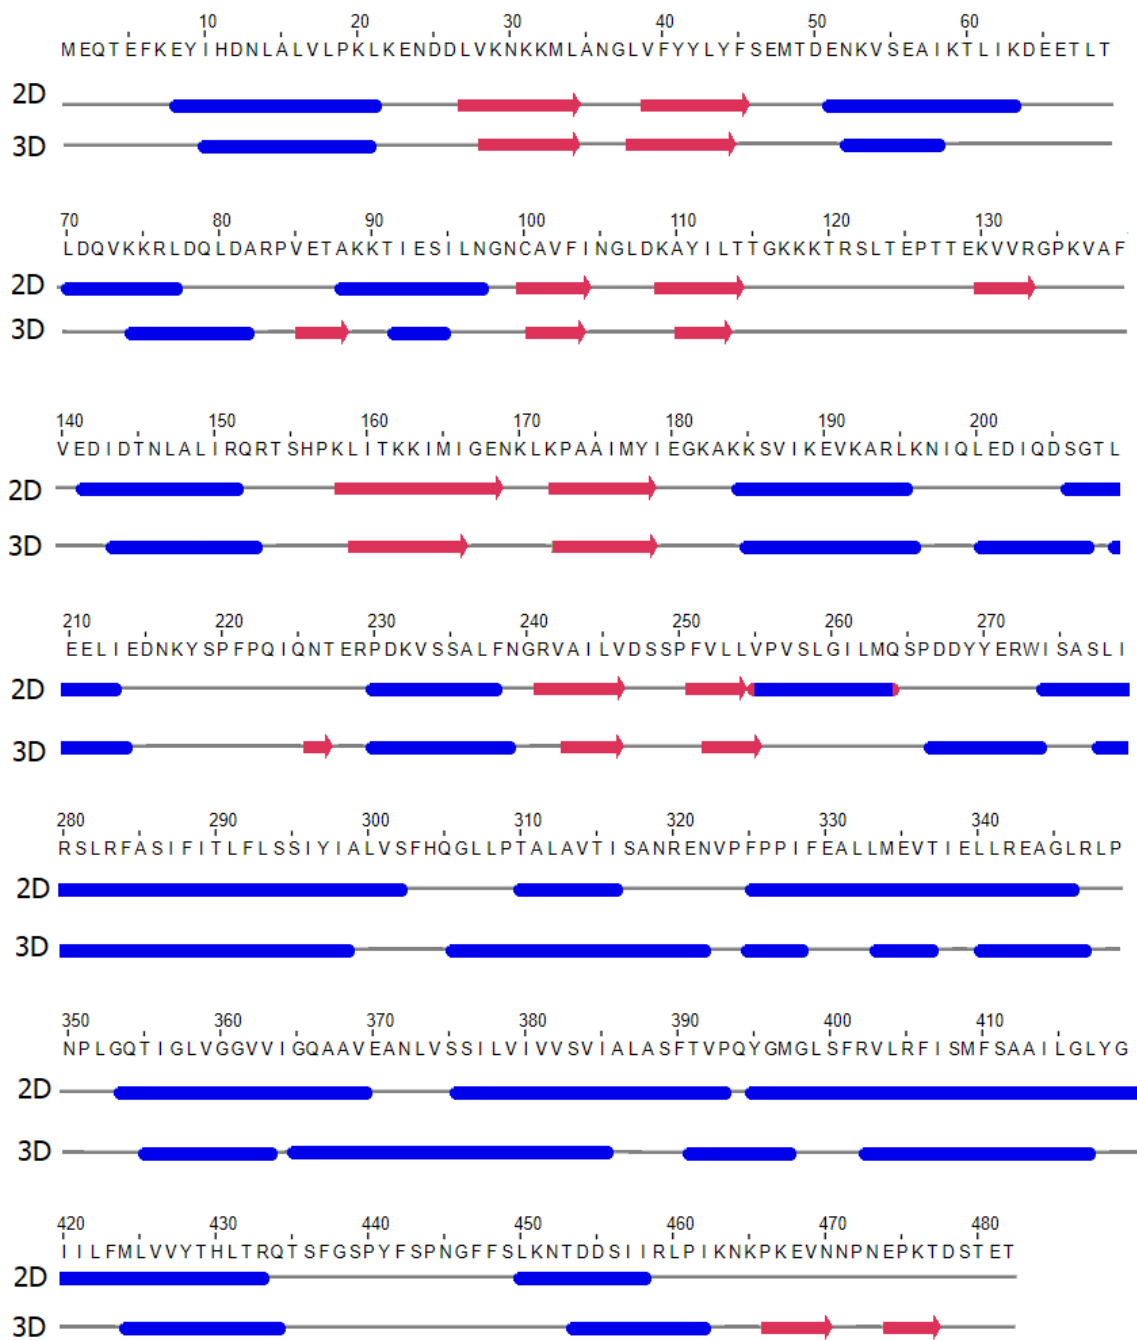 10 20 30 40 50 60
MEQTEFKEYIHDNLALVLPKLKENDDLVKNKKMLANGLVFYYLYFSEMTDENKVSEAIKTLIKDEETLT
2D
3D
70 80 90 100 110 120 130
LDQVKKRLDQLDARPVETAKKTIESILNGNCAVFINGLDKAYILTTGKKKTRSLTEPTTEKVVRGPKVAF
2D
3D
140 150 160 170 180 190 200
VEDIDTNLALIRQRTSHPKLITKKIMIGENKLKPAAIMYIEGKAKKSVIKEVKARLKNIQLEDIQDSGTL
2D
3D
210 220 230 240 250 260 270
EELIEDNKYSPFPQIQNTERPDKVSSALFNGRVAILVDSSPFVLLVPVSLGILMQSPDDYYERWISASLI
2D
3D
280 290 300 310 320 330 340
RSLRFASIFITLFLSSIYIALVSFHQGLLPTALAVTISANRENVPFPPIFEALLMEVTIELLREAGLRLP
2D
3D
350 360 370 380 390 400 410
NPLGQTIGLVGGVVIGQAAVEANLVSSILVIVVSVIALASFTVPQYGMGLSFRVLRFISMFSAAILGLYG
2D
3D
420 430 440 450 460 470 480
IILFMLVVYTHLTRQTSFGSPYFSPNGFFSLKNTDDSIIRLPIKNKPKEVNNPNEPKTDSTET
2D
3D